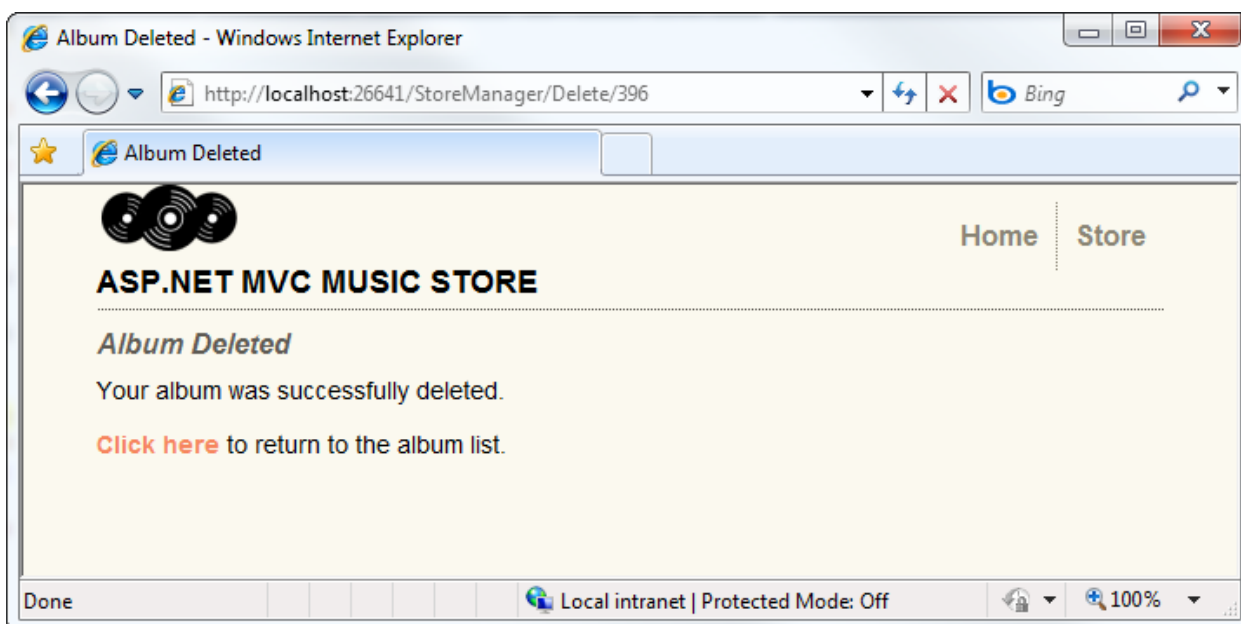 Album Deleted - Windows Internet Explorer
http://localhost:26641/StoreManager/Delete/396
Bing
Album Deleted
Home
Store
ASP.NET MVC MUSIC STORE
Album Deleted
Your album was successfully deleted.
Click here to return to the album list.
Done
Local intranet | Protected Mode: Off
100%